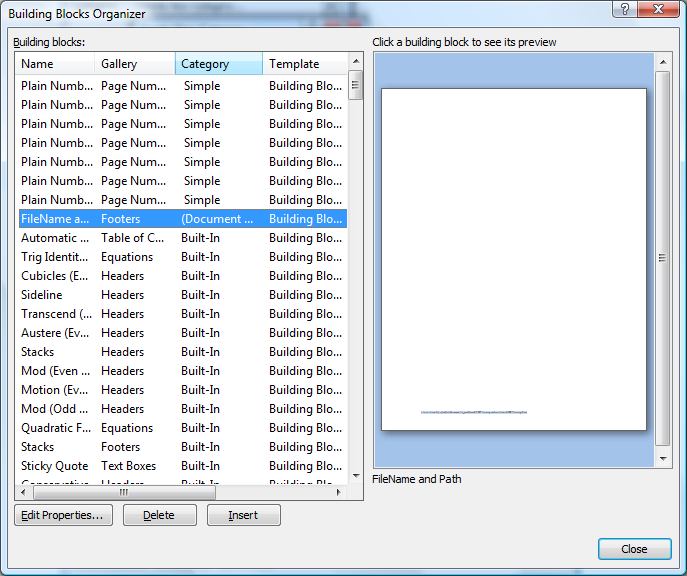 Building Blocks Organizer
Building blocks:
Click a building block to see its preview
Name Gallery Category Template
Plain Numb... Page Num... Simple Building Blo...
Plain Numb... Page Num... Simple Building Blo...
Plain Numb... Page Num... Simple Building Blo...
Plain Numb... Page Num... Simple Building Blo...
Plain Numb... Page Num... Simple Building Blo...
Plain Numb... Page Num... Simple Building Blo...
Plain Numb... Page Num... Simple Building Blo...
FileName a... Footers (Document ... Building Blo...
Automatic ... Table of C... Built-In Building Blo...
Trig Identit... Equations Built-In Building Blo...
Cubicles (E... Headers Built-In Building Blo...
Sideline Headers Built-In Building Blo...
Transcend (... Headers Built-In Building Blo...
Austere (Ev... Headers Built-In Building Blo...
Stacks Headers Built-In Building Blo...
Mod (Even ... Headers Built-In Building Blo...
Motion (Ev... Headers Built-In Building Blo...
Mod (Odd ... Headers Built-In Building Blo...
Quadratic F... Equations Built-In Building Blo...
Stacks Footers Built-In Building Blo...
Sticky Quote Text Boxes Built-In Building Blo...
FileName and Path
Edit Properties... Delete Insert
Close